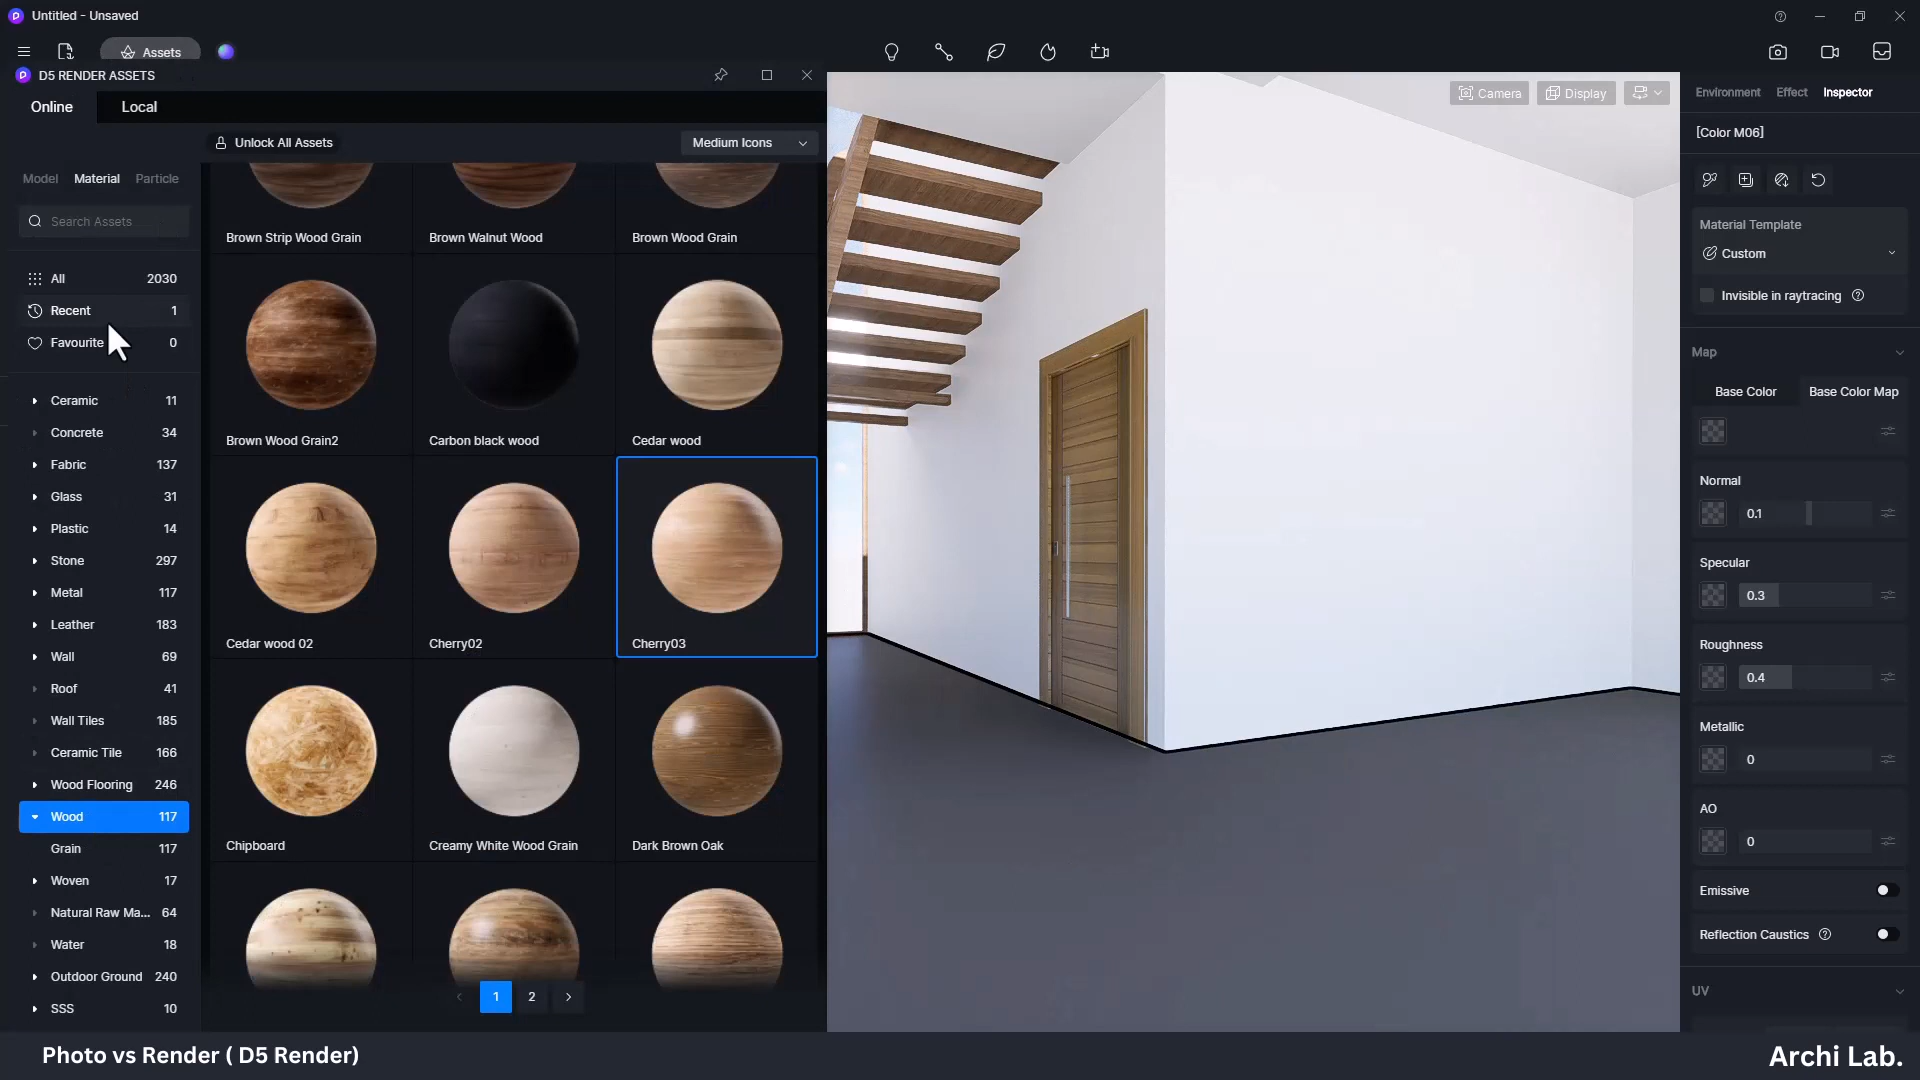 Untitled - Unsaved
Assets
D5 RENDER ASSETS
Online
Local
Unlock All Assets
Medium Icons
Model
Material
Particle
Search Assets
All 2030
Recent 1
Favourite 0
Ceramic 11
Concrete 34
Fabric 137
Glass 31
Plastic 14
Stone 297
Metal 117
Leather 183
Wall 69
Roof 41
Wall Tiles 185
Ceramic Tile 166
Wood Flooring 246
Wood 117
Grain 117
Woven 17
Natural Raw Ma... 64
Water 18
Outdoor Ground 240
SSS 10
Brown Strip Wood Grain
Brown Walnut Wood
Brown Wood Grain
Brown Wood Grain2
Carbon black wood
Cedar wood
Cedar wood 02
Cherry02
Cherry03
Chipboard
Creamy White Wood Grain
Dark Brown Oak
1
2
Camera
Display
Environment
Effect
Inspector
[Color M06]
Material Template
Custom
Invisible in raytracing
Map
Base Color
Base Color Map
Normal
0.1
Specular
0.3
Roughness
0.4
Metallic
0
AO
0
Emissive
Reflection Caustics
UV
Photo vs Render ( D5 Render)
Archi Lab.